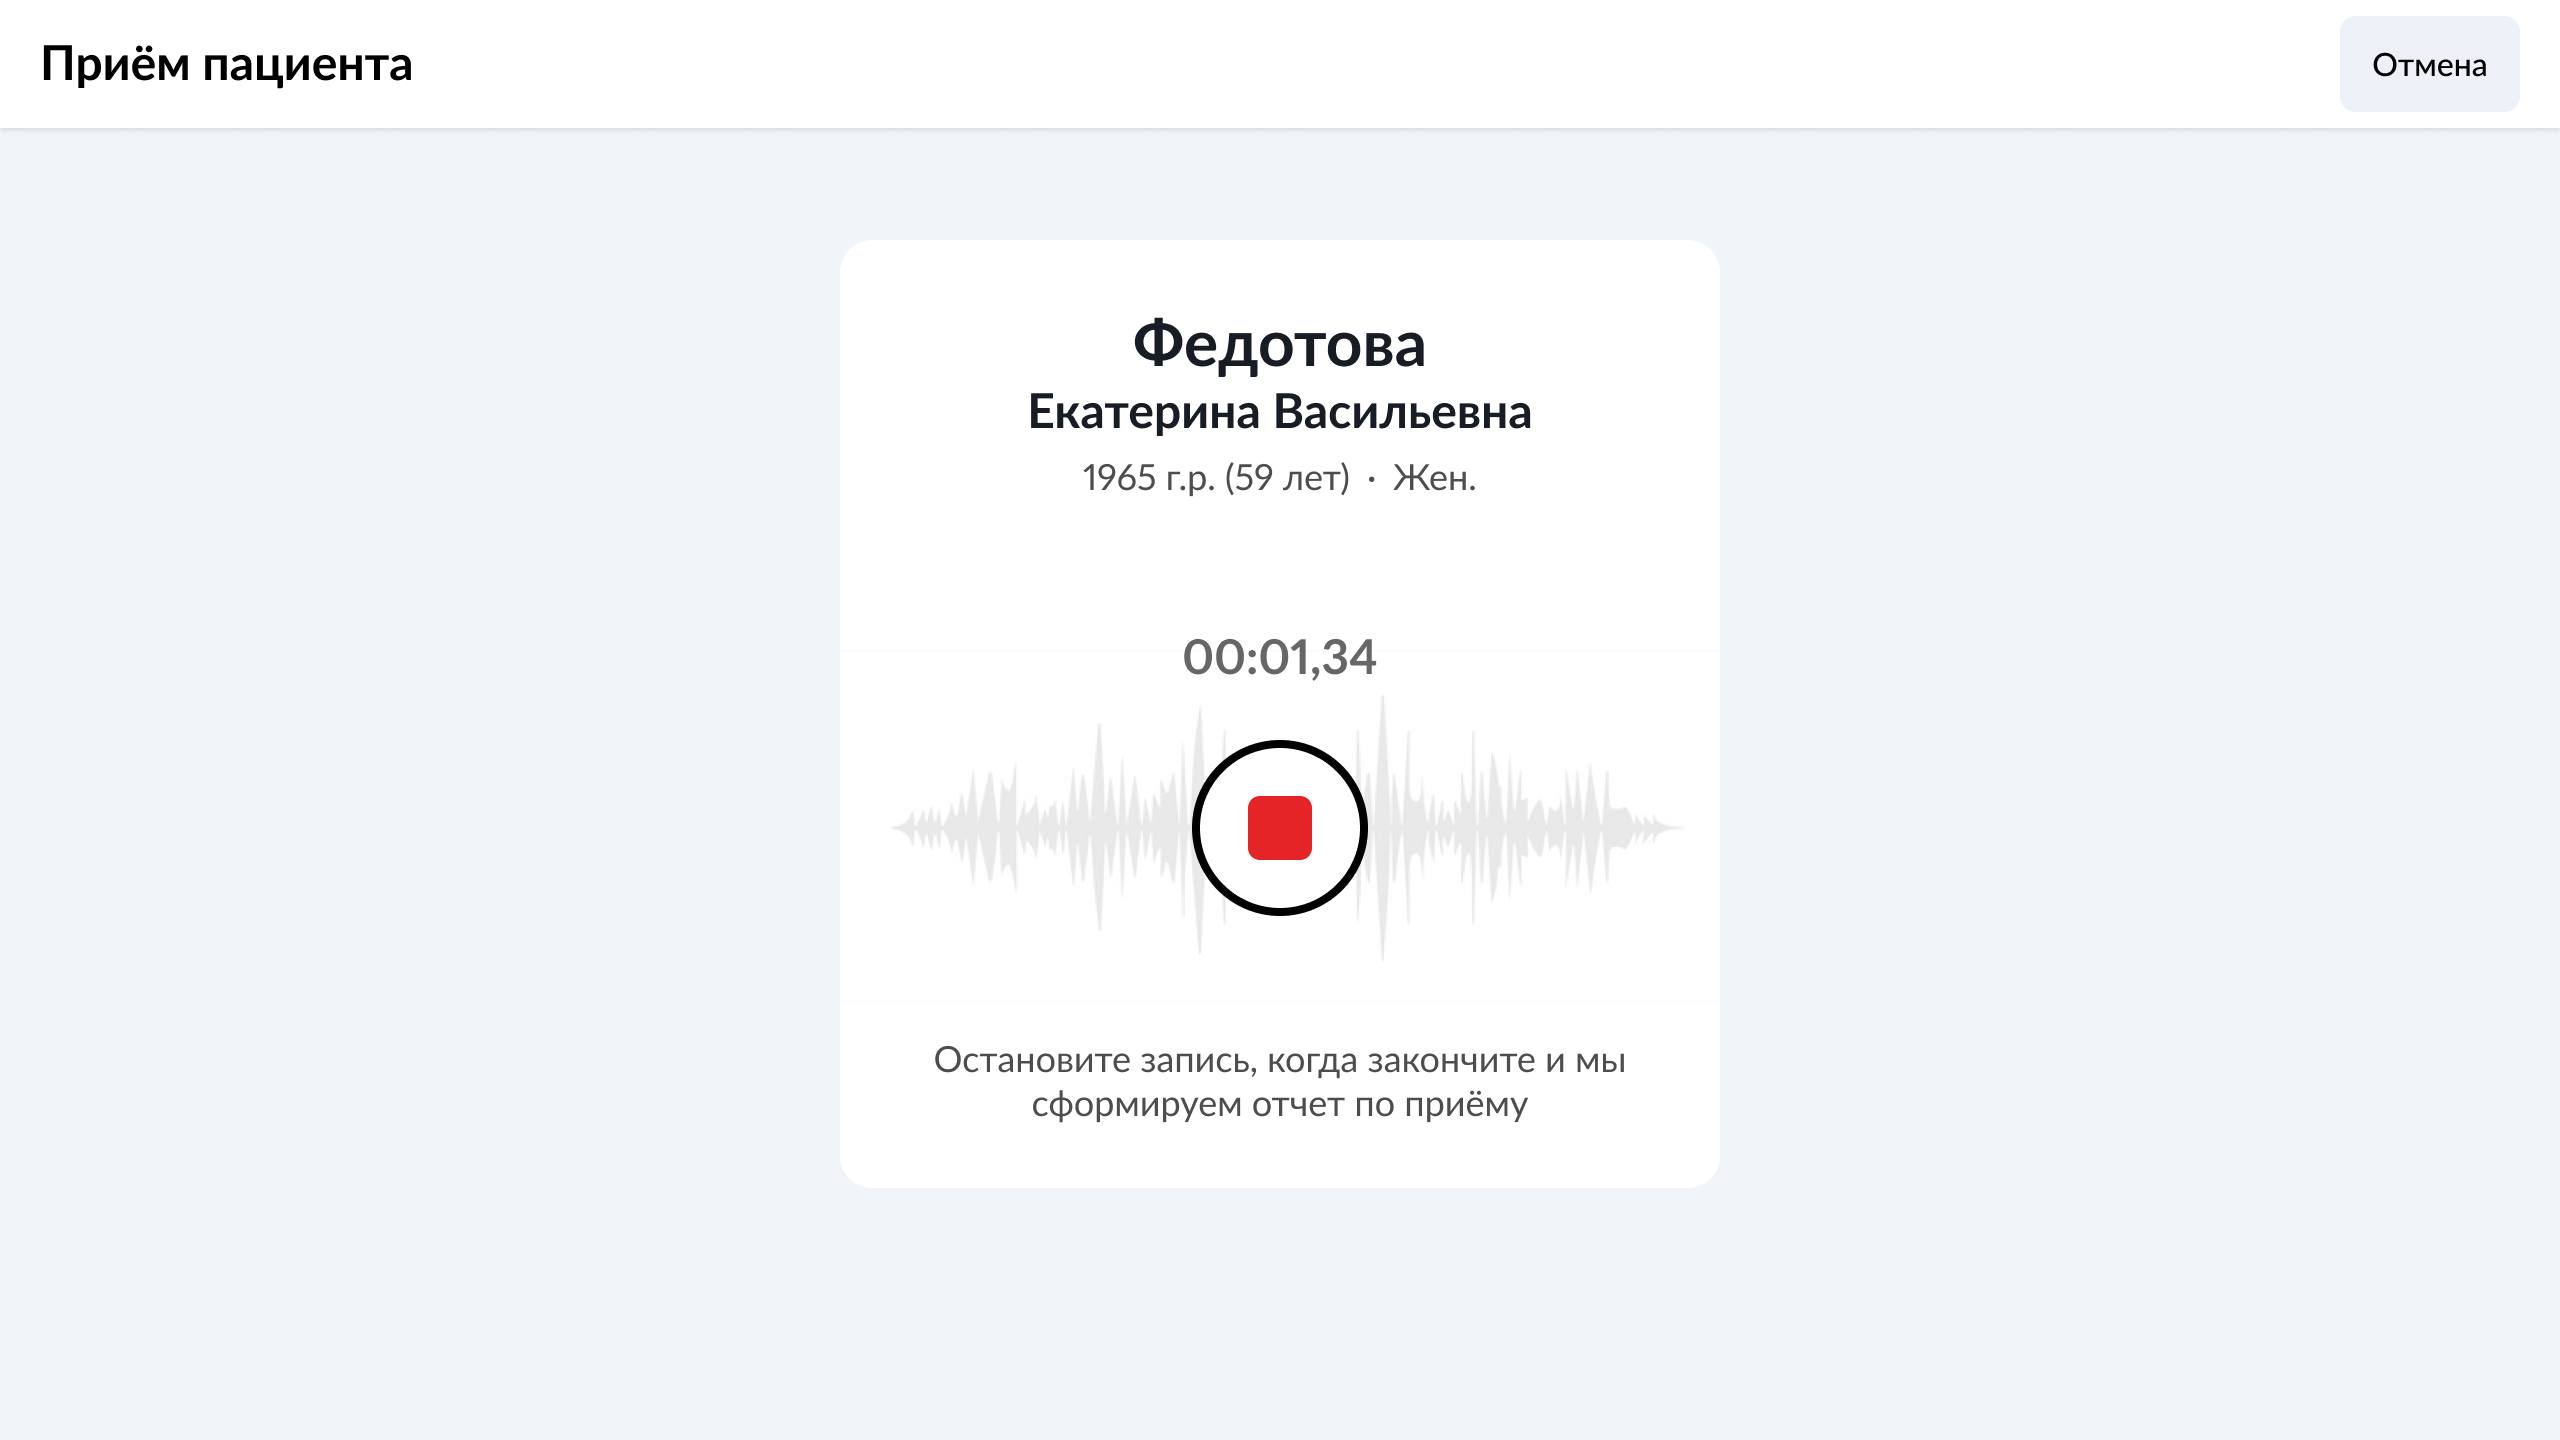 Приём пациента
Отмена
Федотова
Екатерина Васильевна
1965 г.р. (59 лет) · Жен.
00:01,34
Остановите запись, когда закончите и мы
сформируем отчет по приёму